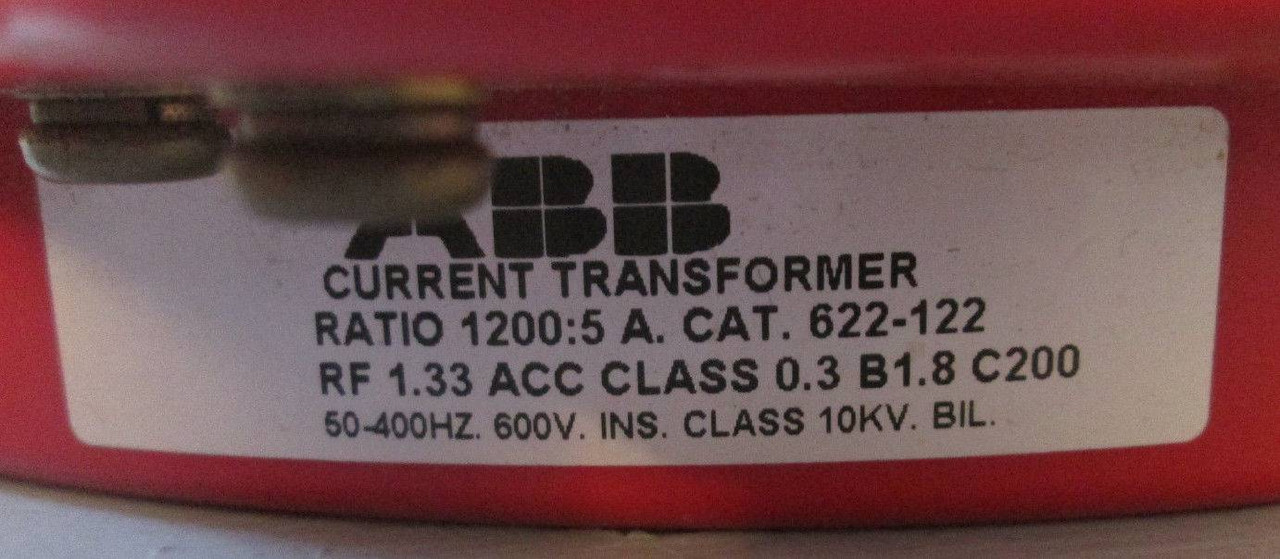 ABB
CURRENT TRANSFORMER
RATIO 1200:5 A. CAT. 622-122
RF 1.33 ACC CLASS 0.3 B1.8 C200
50-400HZ. 600V. INS. CLASS 10KV. BIL.